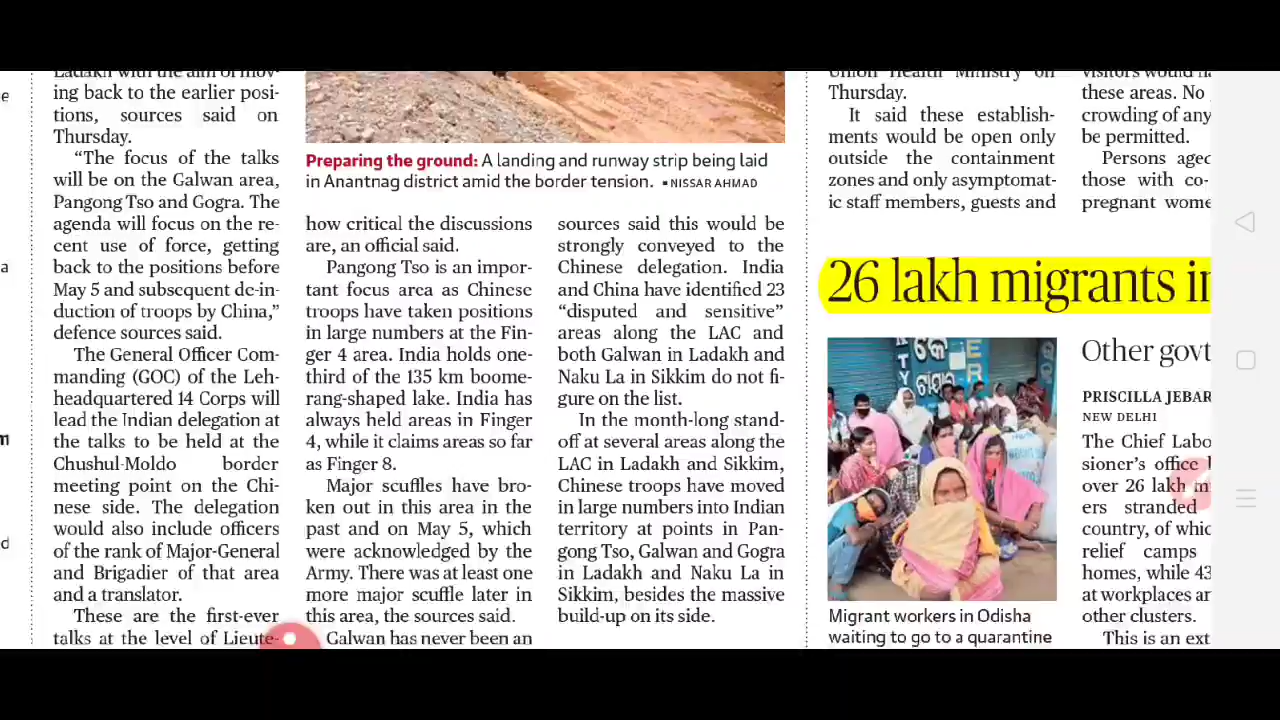 Ladakh with the aim of mov-
ing back to the earlier posi-
tions, sources said on
Thursday.
“The focus of the talks
will be on the Galwan area,
Pangong Tso and Gogra. The
agenda will focus on the re-
cent use of force, getting
back to the positions before
May 5 and subsequent de-in-
duction of troops by China,”
defence sources said.
The General Officer Com-
manding (GOC) of the Leh-
headquartered 14 Corps will
lead the Indian delegation at
the talks to be held at the
Chushul-Moldo border
meeting point on the Chi-
nese side. The delegation
would also include officers
of the rank of Major-General
and Brigadier of that area
and a translator.
These are the first-ever
talks at the level of Lieute-
Preparing the ground: A landing and runway strip being laid
in Anantnag district amid the border tension. ▪ NISSAR AHMAD
how critical the discussions
are, an official said.
Pangong Tso is an impor-
tant focus area as Chinese
troops have taken positions
in large numbers at the Fin-
ger 4 area. India holds one-
third of the 135 km boome-
rang-shaped lake. India has
always held areas in Finger
4, while it claims areas so far
as Finger 8.
Major scuffles have bro-
ken out in this area in the
past and on May 5, which
were acknowledged by the
Army. There was at least one
more major scuffle later in
this area, the sources said.
Galwan has never been an
sources said this would be
strongly conveyed to the
Chinese delegation. India
and China have identified 23
“disputed and sensitive”
areas along the LAC and
both Galwan in Ladakh and
Naku La in Sikkim do not fi-
gure on the list.
In the month-long stand-
off at several areas along the
LAC in Ladakh and Sikkim,
Chinese troops have moved
in large numbers into Indian
territory at points in Pan-
gong Tso, Galwan and Gogra
in Ladakh and Naku La in
Sikkim, besides the massive
build-up on its side.
Union Health Ministry on
Thursday.
It said these establish-
ments would be open only
outside the containment
zones and only asymptomat-
ic staff members, guests and
visitors would
these areas. No
crowding of any
be permitted.
Persons aged
those with co-
pregnant wome
26 lakh migrants in
Migrant workers in Odisha
waiting to go to a quarantine
Other govt
PRISCILLA JEBAR
NEW DELHI
The Chief Labo
sioner's office
over 26 lakh
ers stranded
country, of whic
relief camps
homes, while 43
at workplaces
other clusters.
This is an ext